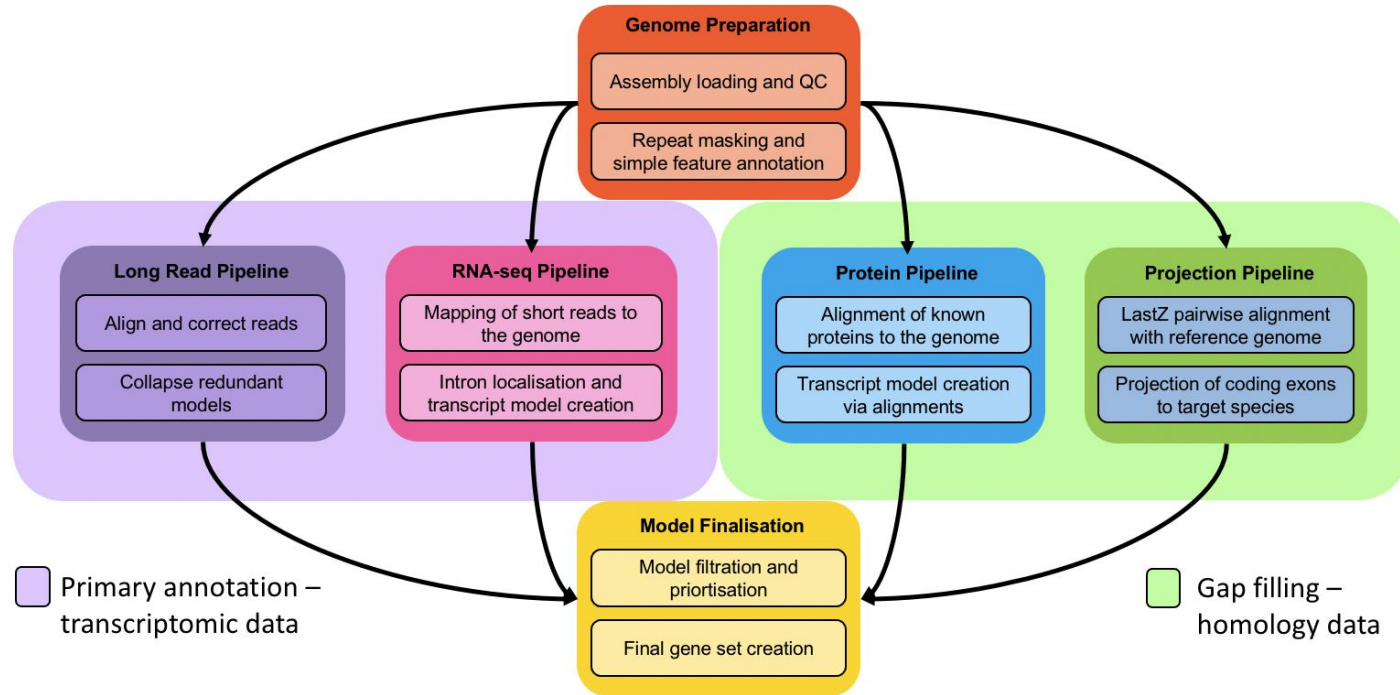 Genome Preparation
Assembly loading and QC
Repeat masking and
simple feature annotation
Long Read Pipeline
Align and correct reads
Collapse redundant
models
RNA-seq Pipeline
Mapping of short reads to
the genome
Intron localisation and
transcript model creation
Protein Pipeline
Alignment of known
proteins to the genome
Transcript model creation
via alignments
Projection Pipeline
LastZ pairwise alignment
with reference genome
Projection of coding exons
to target species
Model Finalisation
Model filtration and
priortisation
Final gene set creation
Primary annotation –
transcriptomic data
Gap filling –
homology data